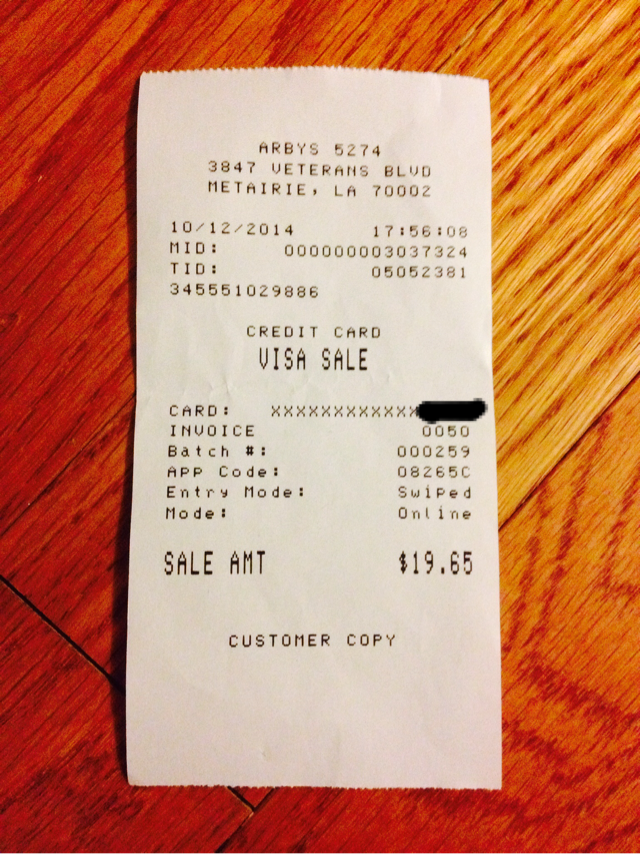 ARBYS 5274
3847 VETERANS BLVD
METAIRIE, LA 70002
10/12/2014 17:56:08
MID: 000000003037324
TID: 05052381
345551029886
CREDIT CARD
VISA SALE
CARD: XXXXXXXXXXXX
INVOICE 0050
Batch #: 000259
APP Code: 08265C
Entry Mode: Swiped
Mode: Online
SALE AMT $19.65
CUSTOMER COPY